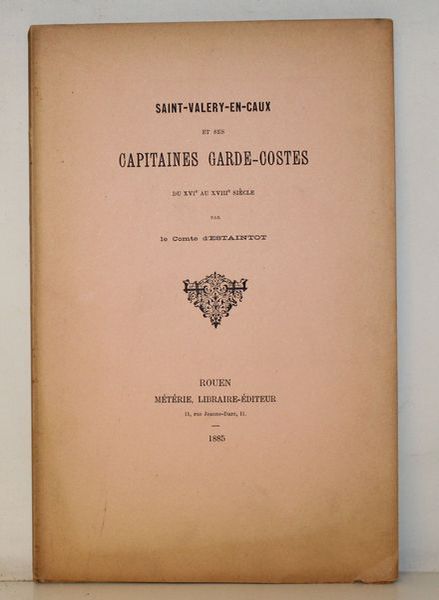 SAINT-VALERY-EN-CAUX
ET SES
CAPITAINES GARDE-COSTES
DU XVIe AU XVIIIe SIÈCLE
PAR
le Comte d'ESTAINTOT
ROUEN
MÉTÉRIE, LIBRAIRE-ÉDITEUR
11, rue Jeanne-Darc, 11.
1885